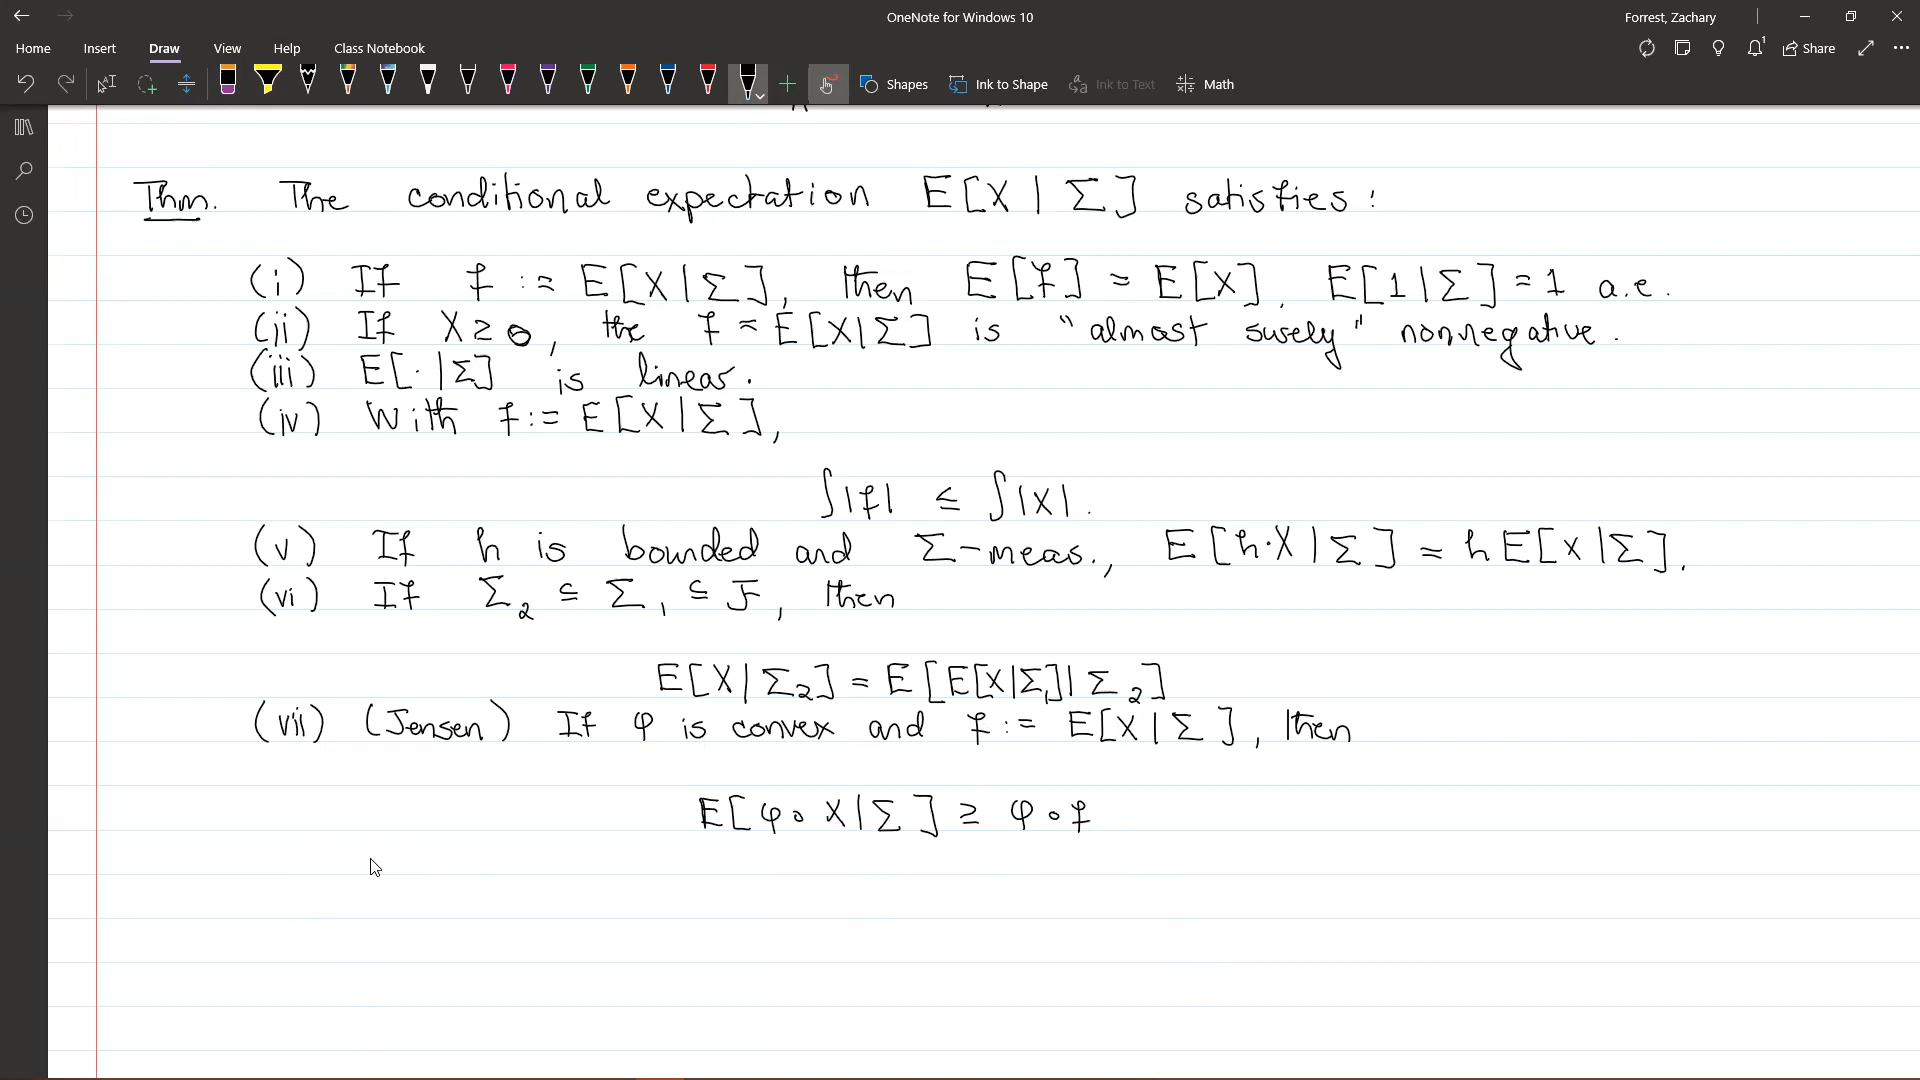 OneNote for Windows 10
Forrest, Zachary
Home Insert Draw View Help Class Notebook
1
Share
Shapes Ink to Shape Ink to Text Math
Thm. The conditional expectation E[X | Σ] satisfies:
(i) If f := E[X | Σ], then E[f] = E[X]. E[1 | Σ] = 1 a.e.
(ii) If X ≥ 0, the f = E[X|Σ] is "almost surely" nonnegative.
(iii) E[· | Σ] is linear.
(iv) With f := E[X | Σ],
∫|f| ≤ ∫|X|.
(v) If h is bounded and Σ-meas., E[h·X | Σ] = h E[X | Σ].
(vi) If Σ₂ ⊆ Σ₁ ⊆ F, then
E[X | Σ₂] = E[E[X|Σ₁] | Σ₂]
(vii) (Jensen) If φ is convex and f := E[X | Σ], then
E[φ∘X | Σ] ≥ φ∘f